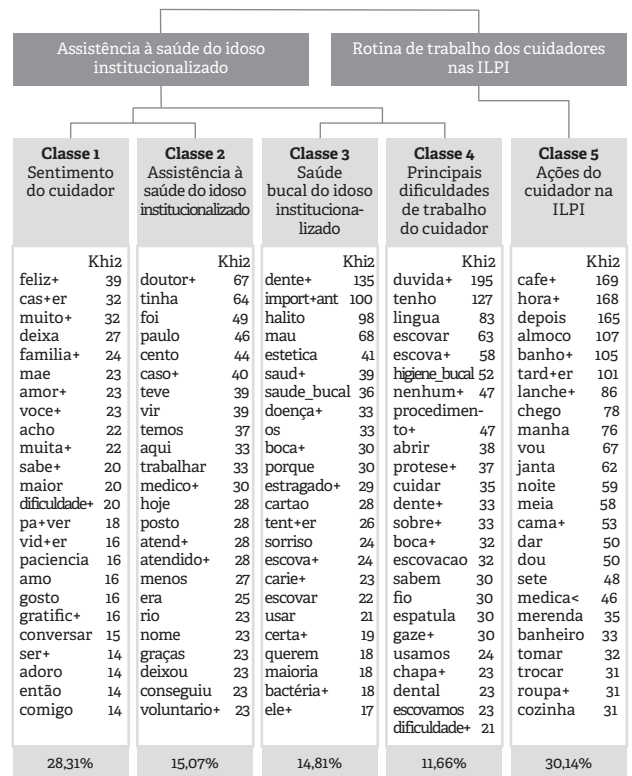 Assistência à saúde do idoso
institucionalizado
Rotina de trabalho dos cuidadores
nas ILPI
Classe 1
Sentimento
do cuidador
Classe 2
Assistência à
saúde do idoso
institucionalizado
Classe 3
Saúde
bucal do idoso
instituciona-
lizado
Classe 4
Principais
dificuldades
de trabalho
do cuidador
Classe 5
Ações do
cuidador na
ILPI
Khi2
feliz+ 39
cas+er 32
muito+ 32
deixa 27
familia+ 24
mae 23
amor+ 23
voce+ 23
acho 22
muita+ 22
sabe+ 20
maior 20
dificuldade+ 20
pa+ver 18
vid+er 16
paciencia 16
amo 16
gosto 16
gratific+ 16
conversar 15
ser+ 14
adoro 14
então 14
comigo 14
28,31%
Khi2
doutor+ 67
tinha 64
foi 49
paulo 46
cento 44
caso+ 40
teve 39
vir 39
temos 37
aqui 33
trabalhar 33
medico+ 30
hoje 28
posto 28
atend+ 28
atendido+ 28
menos 27
era 25
rio 23
nome 23
graças 23
deixou 23
conseguiu 23
voluntario+ 23
15,07%
Khi2
dente+ 135
import+ant 100
halito 98
mau 68
estetica 41
saud+ 39
saude_bucal 36
doença+ 33
os 33
boca+ 30
porque 30
estragado+ 29
cartao 28
tent+er 26
sorriso 24
escova+ 24
carie+ 23
escovar 22
usar 21
certa+ 19
querem 18
maioria 18
bactéria+ 18
ele+ 17
14,81%
Khi2
duvida+ 195
tenho 127
lingua 83
escovar 63
escova+ 58
higiene_bucal 52
nenhum+ 47
procedimen-
to+ 47
abrir 38
protese+ 37
cuidar 35
dente+ 33
sobre+ 33
boca+ 32
escovacao 32
sabem 30
fio 30
espatula 30
gaze+ 30
usamos 24
chapa+ 23
dental 23
escovamos 23
dificuldade+ 21
11,66%
Khi2
cafe+ 169
hora+ 168
depois 165
almoco 107
banho+ 105
tard+er 101
lanche+ 86
chego 78
manha 76
vou 67
janta 62
noite 59
meia 58
cama+ 53
dar 50
dou 50
sete 48
medica< 46
merenda 35
banheiro 33
tomar 32
trocar 31
roupa+ 31
cozinha 31
30,14%